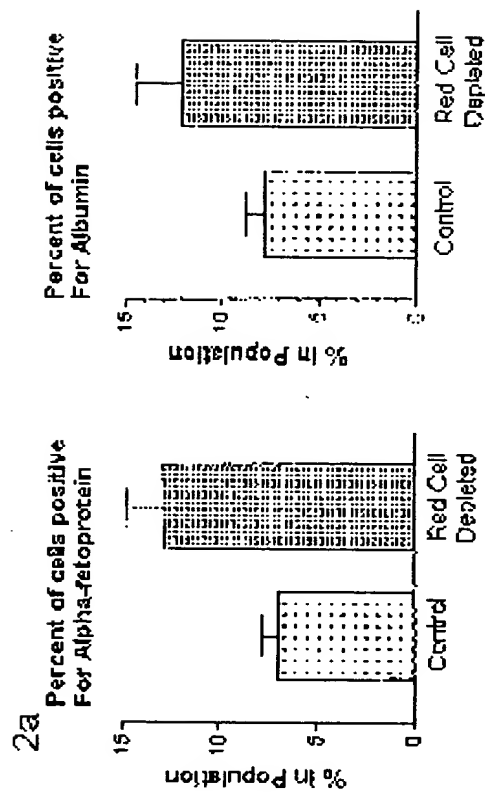 2a
Percent of cells positive
For Alpha-fetoprotein
% in Population
15
10
5
0
Control
Red Cell
Depleted
Percent of cells positive
For Albumin
% in Population
15
10
5
0
Control
Red Cell
Depleted